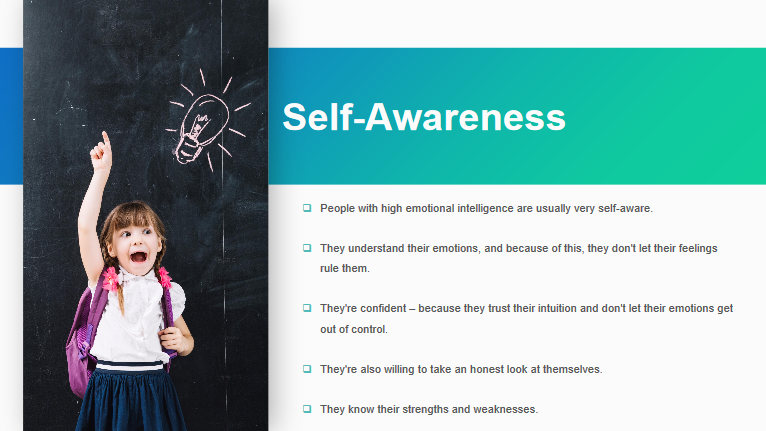 Self-Awareness
People with high emotional intelligence are usually very self-aware.
They understand their emotions, and because of this, they don't let their feelings
rule them.
They're confident – because they trust their intuition and don't let their emotions get
out of control.
They're also willing to take an honest look at themselves.
They know their strengths and weaknesses.